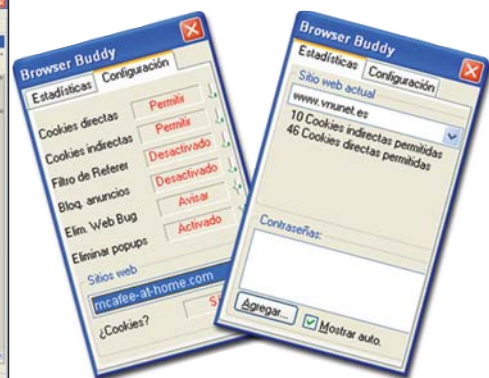 Browser Buddy
Estadísticas Configuración
Cookies directas Permitir
Cookies indirectas Permitir
Filtro de Referer Desactivado
Bloq. anuncios Desactivado
Elim. Web Bug Avisar
Eliminar popups Activado
Sitios web
mcafee-at-home.com
¿Cookies?
Browser Buddy
Estadísticas Configuración
Sitio web actual
www.vnunet.es
10 Cookies indirectas permitidas
46 Cookies directas permitidas
Contraseñas:
Agregar... Mostrar auto.